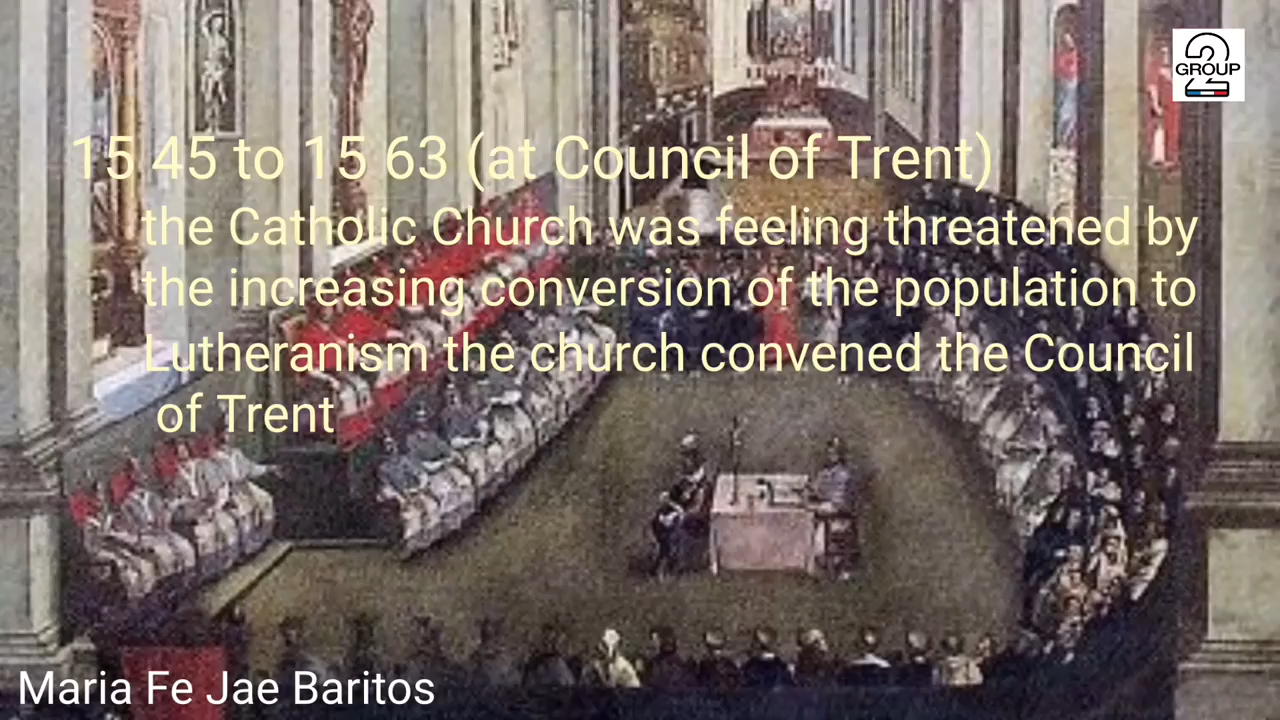 2
GROUP
15 45 to 15 63 (at Council of Trent)
the Catholic Church was feeling threatened by
the increasing conversion of the population to
Lutheranism the church convened the Council
of Trent
Maria Fe Jae Baritos